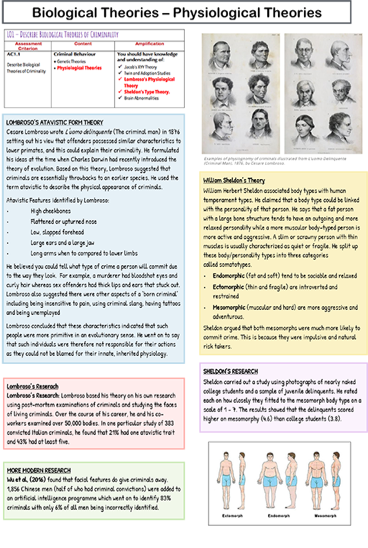 Biological Theories – Physiological Theories
LO1 – Describe Biological Theories of Criminality
Assessment Criterion
Content
Amplification
AC1.1
Describe Biological
Theories of Criminality
Criminal Behaviour
• Genetic Theories
• Physiological Theories
You should have knowledge
and understanding of:
✓ Jacob's XYY Theory
✓ Twin and Adoption Studies
✓ Lombroso's Physiological
Theory
✓ Sheldon's Type Theory.
✓ Brain Abnormalities
LOMBROSO'S ATAVISTIC FORM THEORY
Cesare Lombroso wrote L'uomo delinquente (The criminal man) in 1876
setting out his view that offenders possessed similar characteristics to
lower primates, and this could explain their criminality. He formulated
his ideas at the time when Charles Darwin had recently introduced the
theory of evolution. Based on this theory, Lombroso suggested that
criminals are essentially throwbacks to an earlier species. He used the
term atavistic to describe the physical appearance of criminals.
Atavistic Features identified by Lombroso:
• High cheekbones
• Flattened or upturned nose
• Low, sloped forehead
• Large ears and a large jaw
• Long arms when compared to lower limbs
He believed you could tell what type of crime a person will commit due
to the way they look. For example, a murder had bloodshot eyes and
curly hair whereas sex offenders had thick lips and ears that stuck out.
Lombroso also suggested there were other aspects of a 'born criminal'
including being insensitive to pain, using criminal slang, having tattoos
and being unemployed
Lombroso concluded that these characteristics indicated that such
people were more primitive in an evolutionary sense. He went on to say
that such individuals were therefore not responsible for their actions
as they could not be blamed for their innate, inherited physiology.
Lombroso's Reserach
Lombroso's Research: Lombroso based his theory on his own research
using post-mortem examinations of criminals and studying the faces
of living criminals. Over the course of his career, he and his co-
workers examined over 50,000 bodies. In one particular study of 383
convicted Italian criminals, he found that 21% had one atavistic trait
and 43% had at least five.
MORE MODERN RESEARCH
Wu et al, (2016) found that facial features do give criminals away.
1,856 Chinese men (half of who had criminal convictions) were added to
an artificial intelligence programme which went on to identify 83%
criminals with only 6% of all men being incorrectly identified.
Examples of physiognomy of criminals illustrated from L'uomo Delinquente
(Criminal Man), 1876, by Cesare Lombroso
William Sheldon's Theory
William Herbert Sheldon associated body types with human
temperament types. He claimed that a body type could be linked
with the personality of that person. He says that a fat person
with a large bone structure tends to have an outgoing and more
relaxed personality while a more muscular body-typed person is
more active and aggressive. A slim or scrawny person with thin
muscles is usually characterized as quiet or fragile. He split up
these body/personality types into three categories
called somatotypes.
• Endomorphic (fat and soft) tend to be sociable and relaxed
• Ectomorphic (thin and fragile) are introverted and
restrained
• Mesomorphic (muscular and hard) are more aggressive and
adventurous.
Sheldon argued that both mesomorphs were much more likely to
commit crime. This is because they were impulsive and natural
risk takers.
SHELDON'S RESEARCH
Sheldon carried out a study using photographs of nearly naked
college students and a sample of juvenile delinquents. He rated
each on how closely they fitted to the mesomorph body type on a
scale of 1 - 7. The results showed that the delinquents scored
higher on mesomorphy (4.6) than college students (3.8).
Ectomorph
Endomorph
Mesomorph